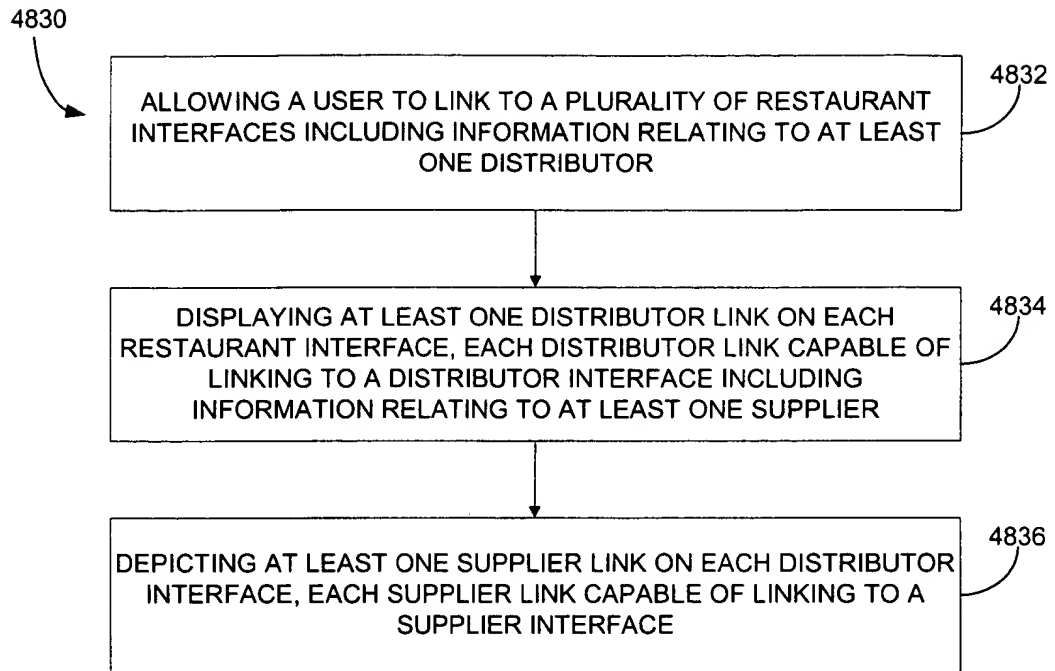 4830
4832
ALLOWING A USER TO LINK TO A PLURALITY OF RESTAURANT
INTERFACES INCLUDING INFORMATION RELATING TO AT LEAST
ONE DISTRIBUTOR
4834
DISPLAYING AT LEAST ONE DISTRIBUTOR LINK ON EACH
RESTAURANT INTERFACE, EACH DISTRIBUTOR LINK CAPABLE OF
LINKING TO A DISTRIBUTOR INTERFACE INCLUDING
INFORMATION RELATING TO AT LEAST ONE SUPPLIER
4836
DEPICTING AT LEAST ONE SUPPLIER LINK ON EACH DISTRIBUTOR
INTERFACE, EACH SUPPLIER LINK CAPABLE OF LINKING TO A
SUPPLIER INTERFACE